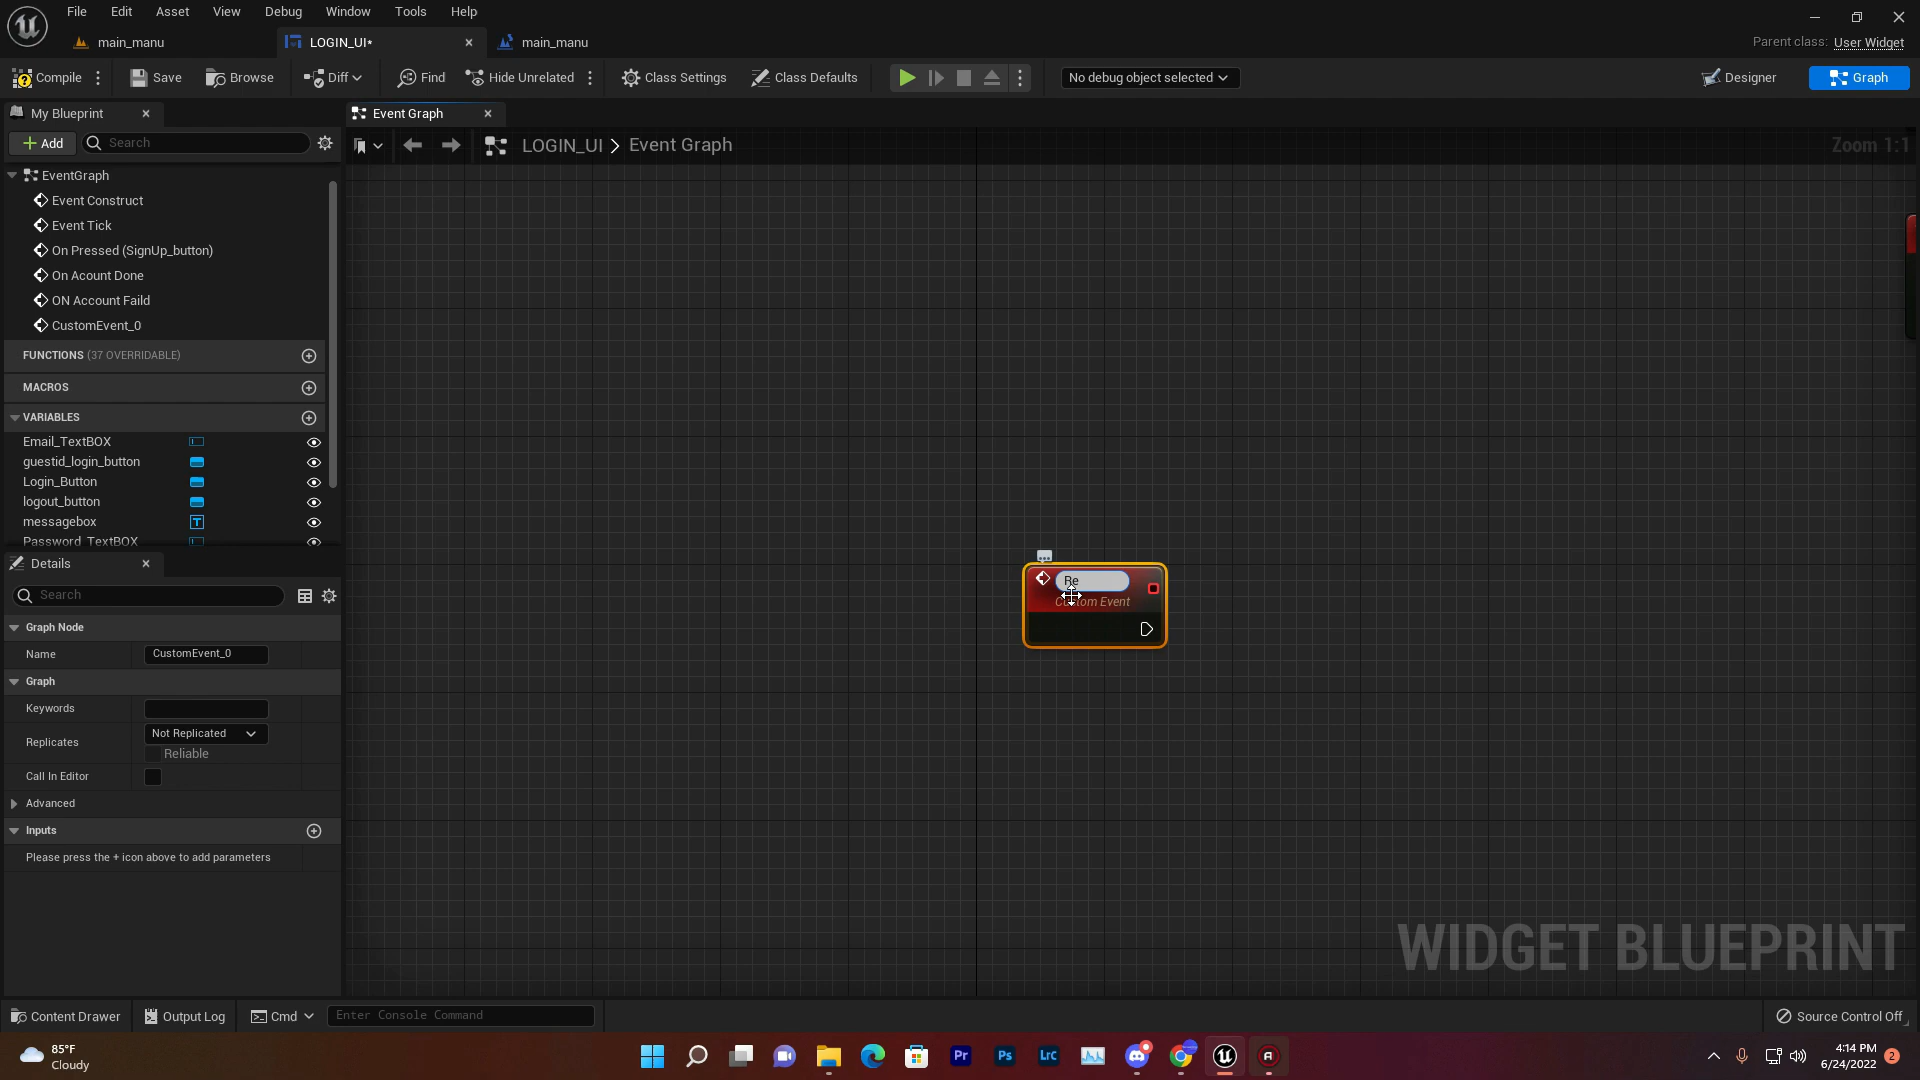 File Edit Asset View Debug Window Tools Help
main_manu LOGIN_UI* main_manu
Parent class: User Widget
Compile Save Browse Diff Find Hide Unrelated Class Settings Class Defaults No debug object selected Designer Graph
My Blueprint
Event Graph
Add Search
LOGIN_UI > Event Graph
Zoom 1:1
EventGraph
Event Construct
Event Tick
On Pressed (SignUp_button)
On Acount Done
ON Account Faild
CustomEvent_0
FUNCTIONS (37 OVERRIDABLE)
MACROS
VARIABLES
Email_TextBOX
guestid_login_button
Login_Button
logout_button
messagebox
Password_TextBOX
Details
Search
Graph Node
Name CustomEvent_0
Graph
Keywords
Replicates Not Replicated
Reliable
Call In Editor
Advanced
Inputs
Please press the + icon above to add parameters
Re
Custom Event
WIDGET BLUEPRINT
Content Drawer Output Log Cmd Enter Console Command Source Control Off
85°F
Cloudy
Pr Ps LrC
4:14 PM
6/24/2022
2